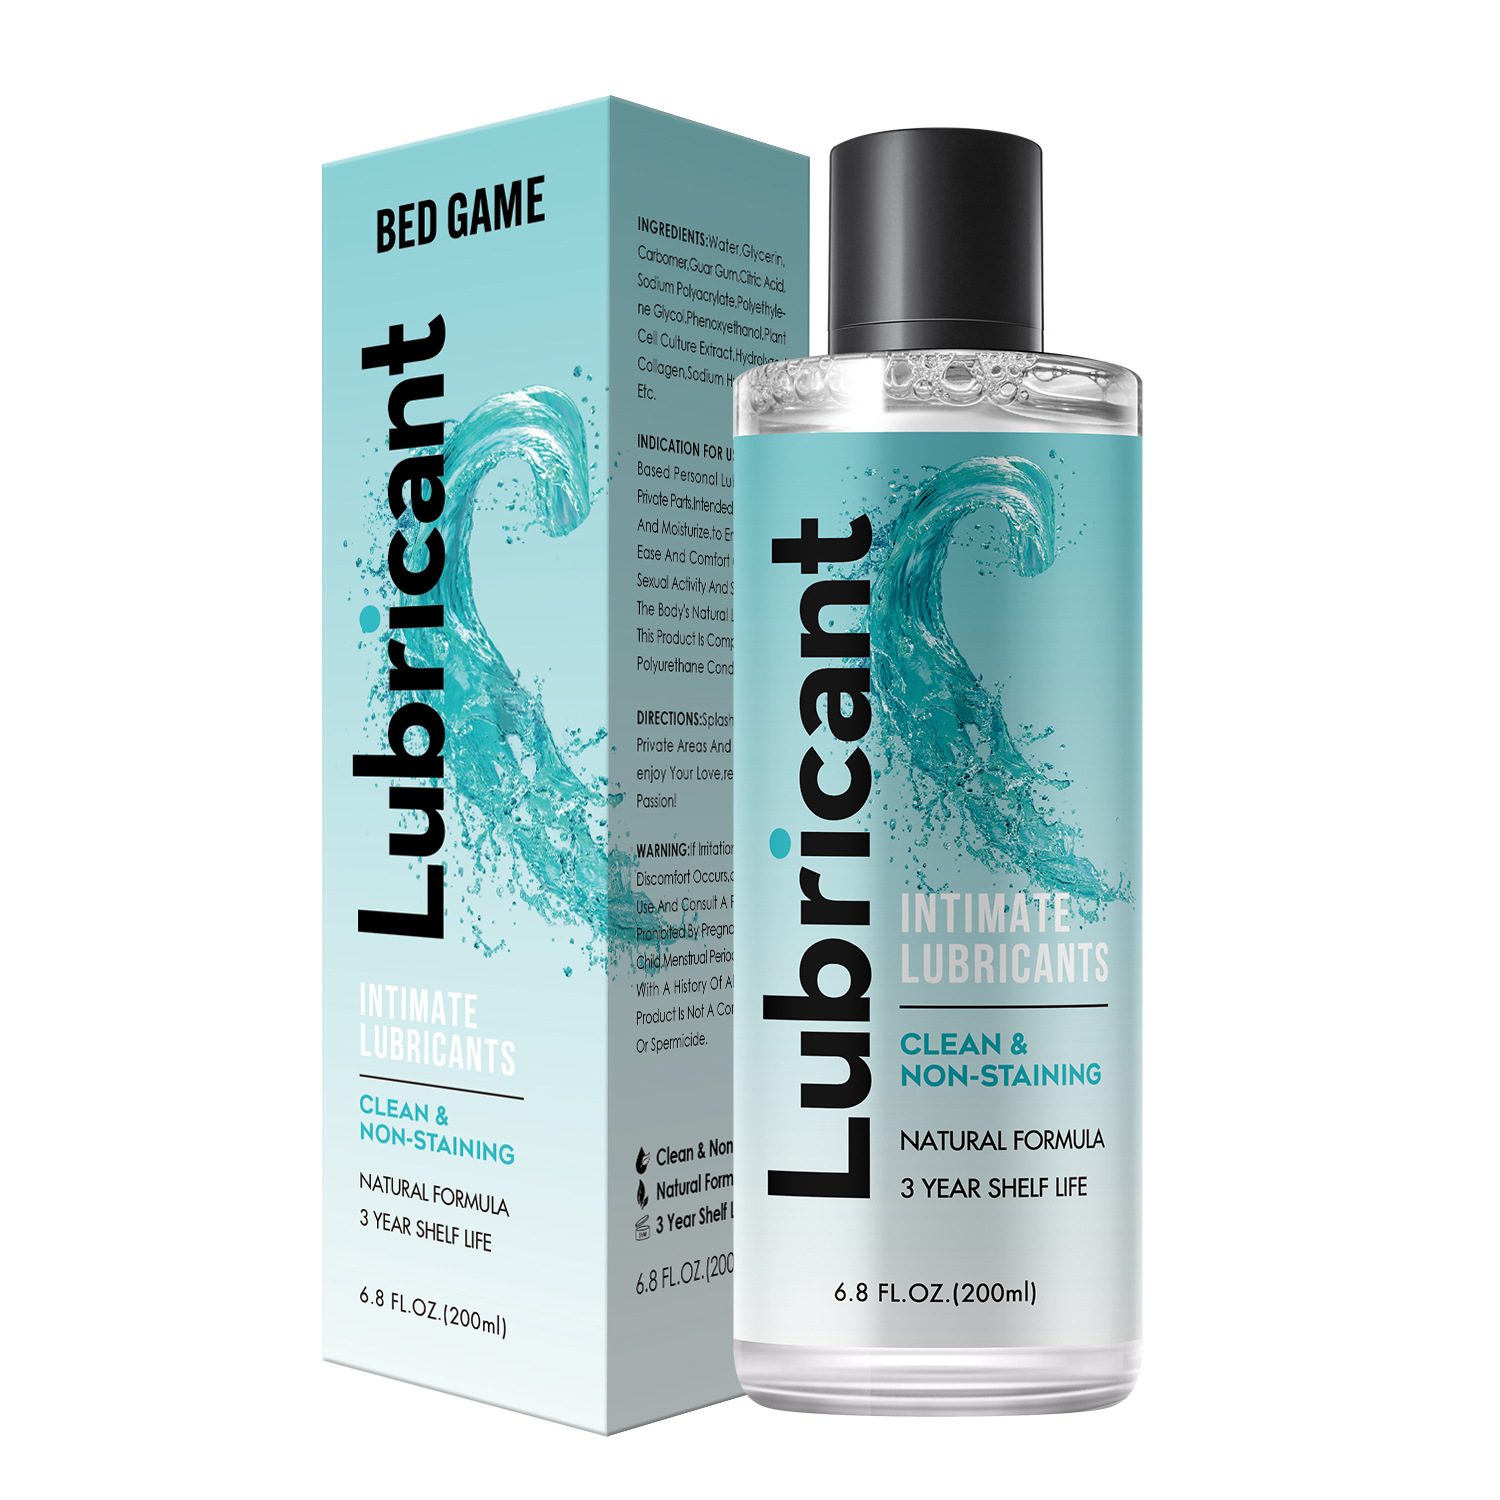 BED GAME
Lubricant
INTIMATE
LUBRICANTS
CLEAN &
NON-STAINING
NATURAL FORMULA
3 YEAR SHELF LIFE
6.8 FL.OZ.(200ml)
INGREDIENTS:Water,Glycerin,
Carbomer,Guar Gum,Citric Acid,
Sodium Polyacrylate,Polyethyle-
ne Glycol,Phenoxyethanol,Plant
Cell Culture Extract,Hydrolyzed
Collagen,Sodium
Etc.
INDICATION FOR
Based Personal
Private Parts.Intended
And Moisturize,to
Ease And Comfort
Sexual Activity And
The Body's Natural
This Product Is
Polyurethane
DIRECTIONS:Splash
Private Areas And
enjoy Your Love,
Passion!
WARNING:If
Discomfort Occurs,
Use And Consult A
Prohibited By
Child,Menstrual
With A History Of
Product Is Not A
Or Spermicide.
Clean & Non
Natural
3 Year Shelf
6.8 FL.OZ.(200
Lubricant
INTIMATE
LUBRICANTS
CLEAN &
NON-STAINING
NATURAL FORMULA
3 YEAR SHELF LIFE
6.8 FL.OZ.(200ml)